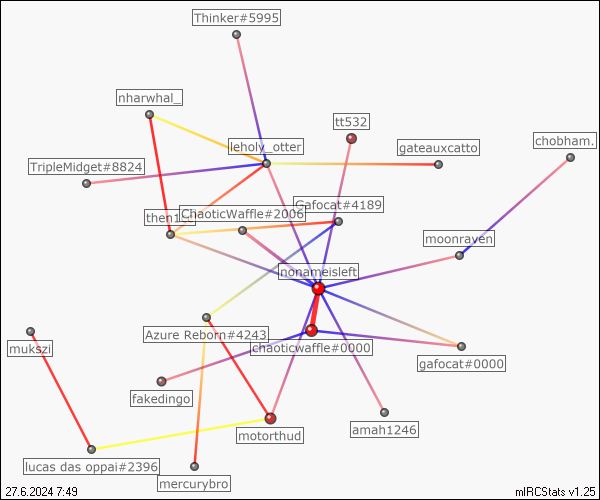 Thinker#5995
nharwhal_
tt532
chobham.
leholy_otter
gateauxcatto
TripleMidget#8824
Gafocat#4189
ChaoticWaffle#2006
moonraven
nonameisleft
Azure Reborn#4243
chaoticwaffle#0000
mukszi
gafocat#0000
fakedingo
amah1246
motorthud
lucas das oppai#2396
mercurybro
27.6.2024 7:49
mIRCStats v1.25